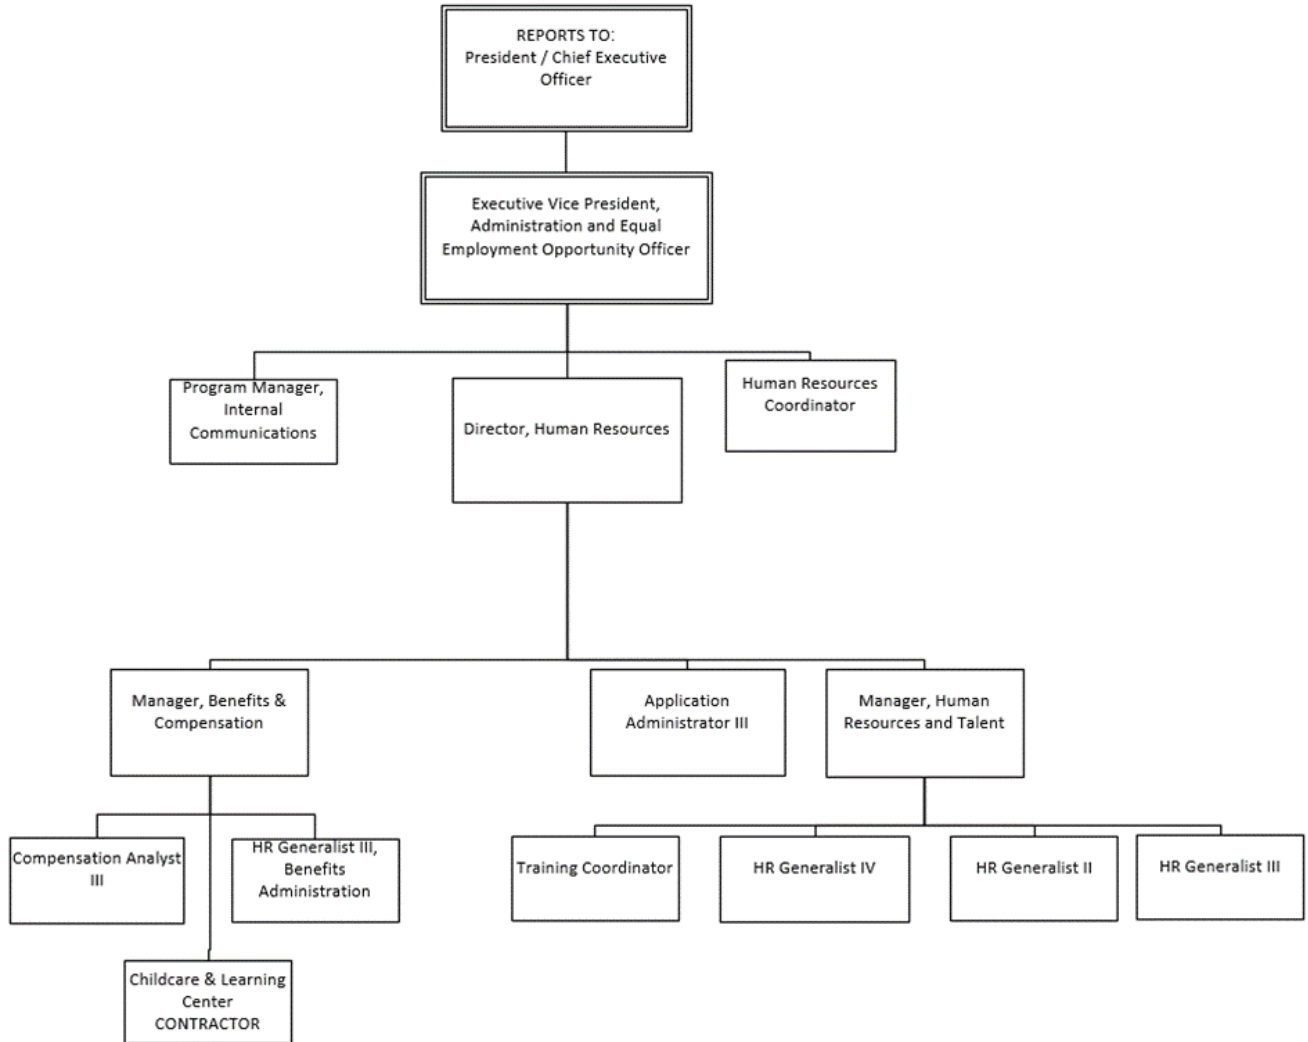 REPORTS TO:
President / Chief Executive
Officer
Executive Vice President,
Administration and Equal
Employment Opportunity Officer
Program Manager,
Internal
Communications
Director, Human Resources
Human Resources
Coordinator
Manager, Benefits &
Compensation
Application
Administrator III
Manager, Human
Resources and Talent
Compensation Analyst
III
HR Generalist III,
Benefits
Administration
Training Coordinator
HR Generalist IV
HR Generalist II
HR Generalist III
Childcare & Learning
Center
CONTRACTOR